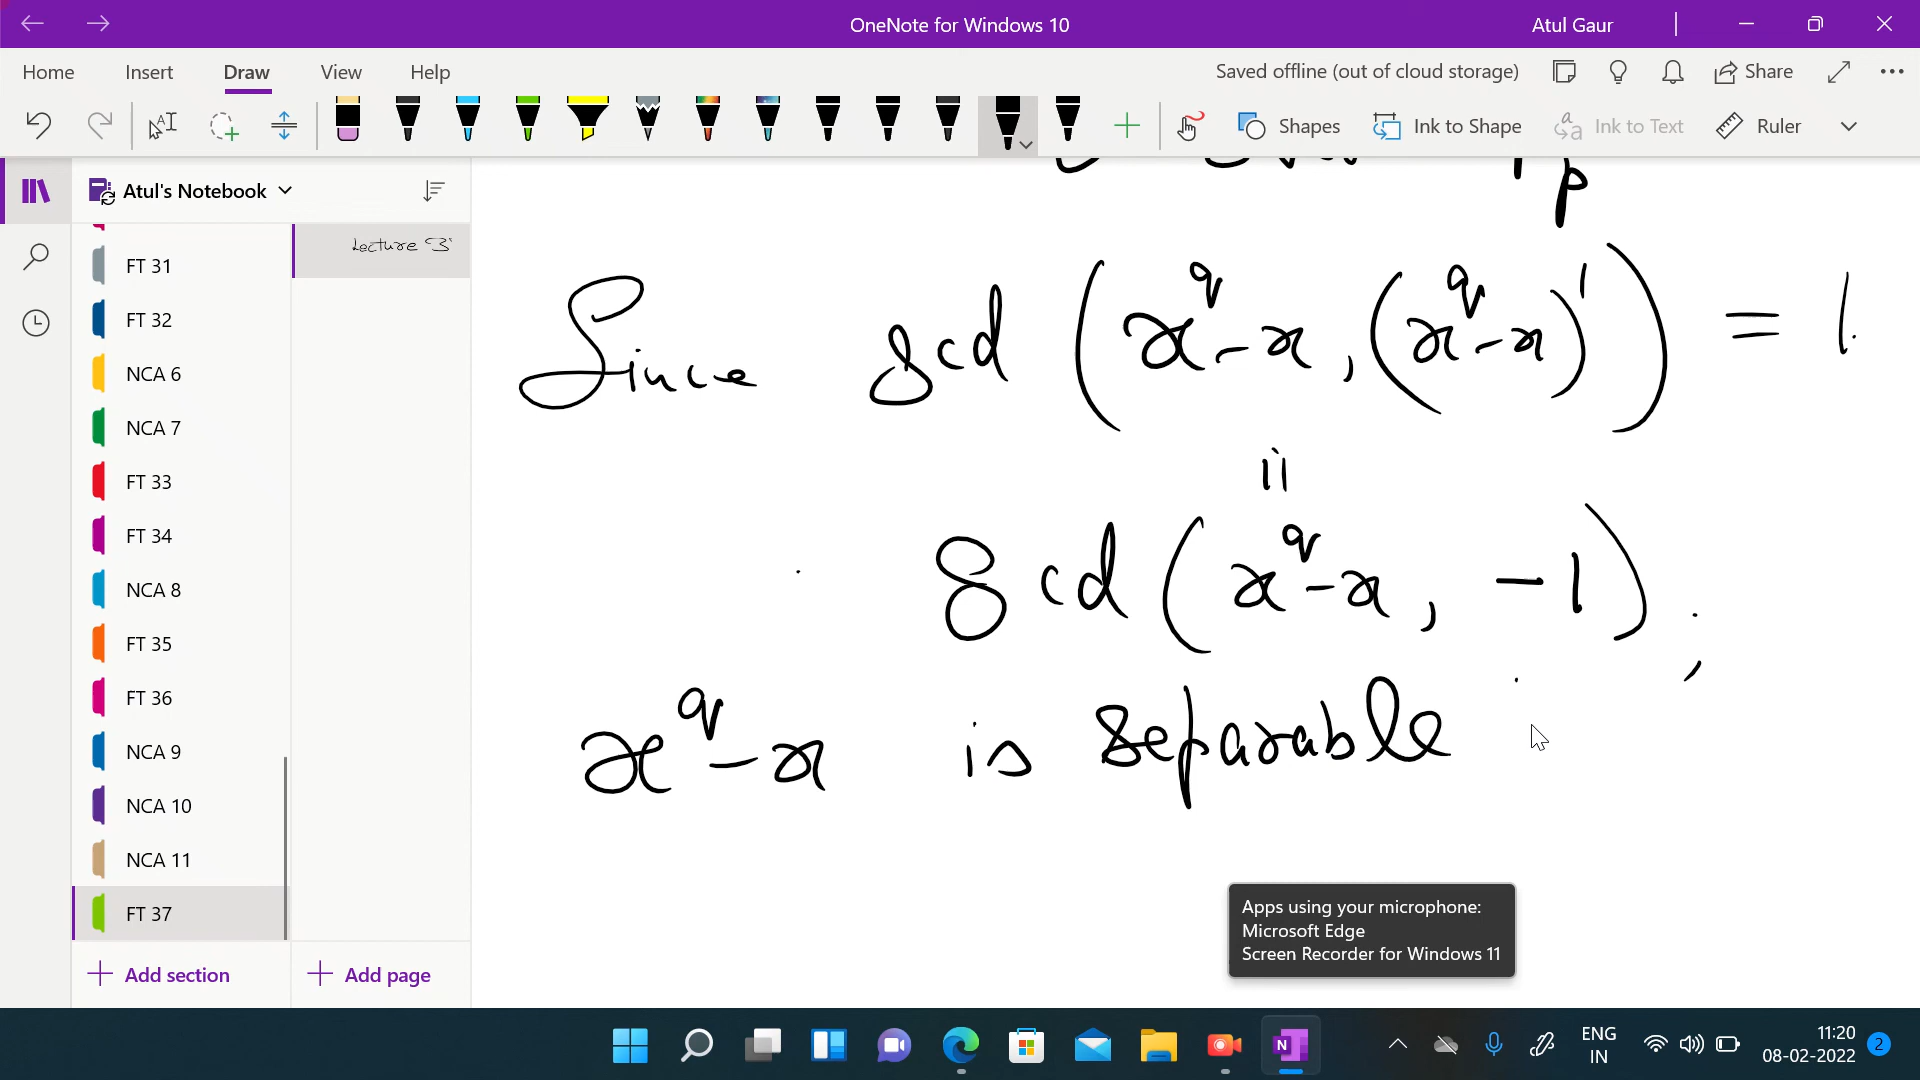 OneNote for Windows 10
Atul Gaur
Home Insert Draw View Help
Saved offline (out of cloud storage)
Share
Shapes
Ink to Shape
Ink to Text
Ruler
Atul's Notebook
FT 31
FT 32
NCA 6
NCA 7
FT 33
FT 34
NCA 8
FT 35
FT 36
NCA 9
NCA 10
NCA 11
FT 37
Add section
Lecture 3
Add page
Since gcd (x^q - x, (x^q - x)') = 1.
||
gcd (x^q - x, -1),
x^q - x is separable
Apps using your microphone:
Microsoft Edge
Screen Recorder for Windows 11
ENG
IN
11:20
08-02-2022
2